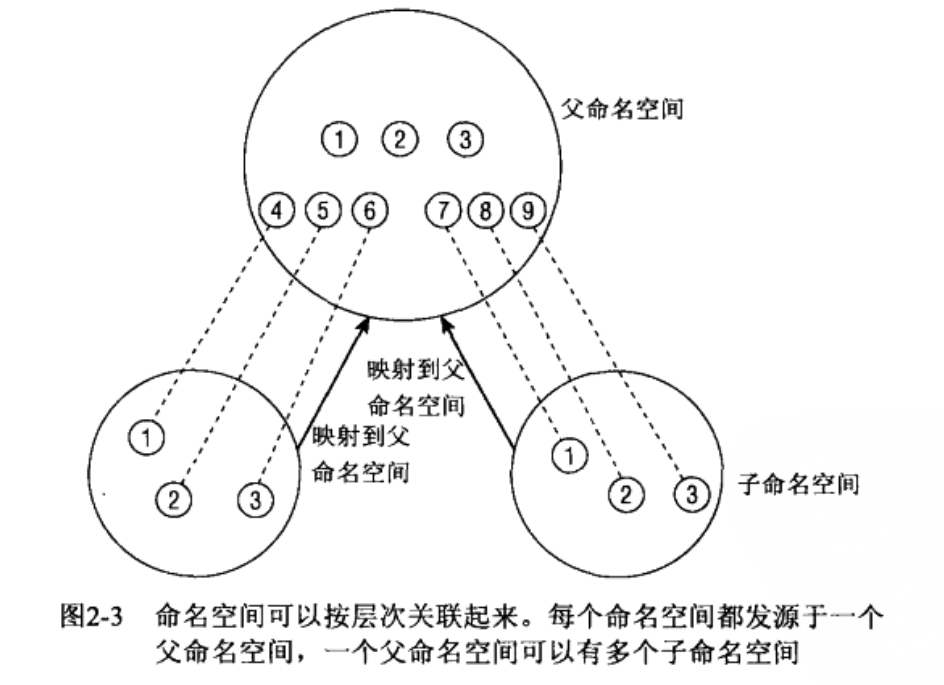 父命名空间
① ② ③
④ ⑤ ⑥ ⑦ ⑧ ⑨
映射到父
命名空间
映射到父
命名空间
① ② ③
① ② ③
子命名空间
图2-3 命名空间可以按层次关联起来。每个命名空间都发源于一个
父命名空间，一个父命名空间可以有多个子命名空间